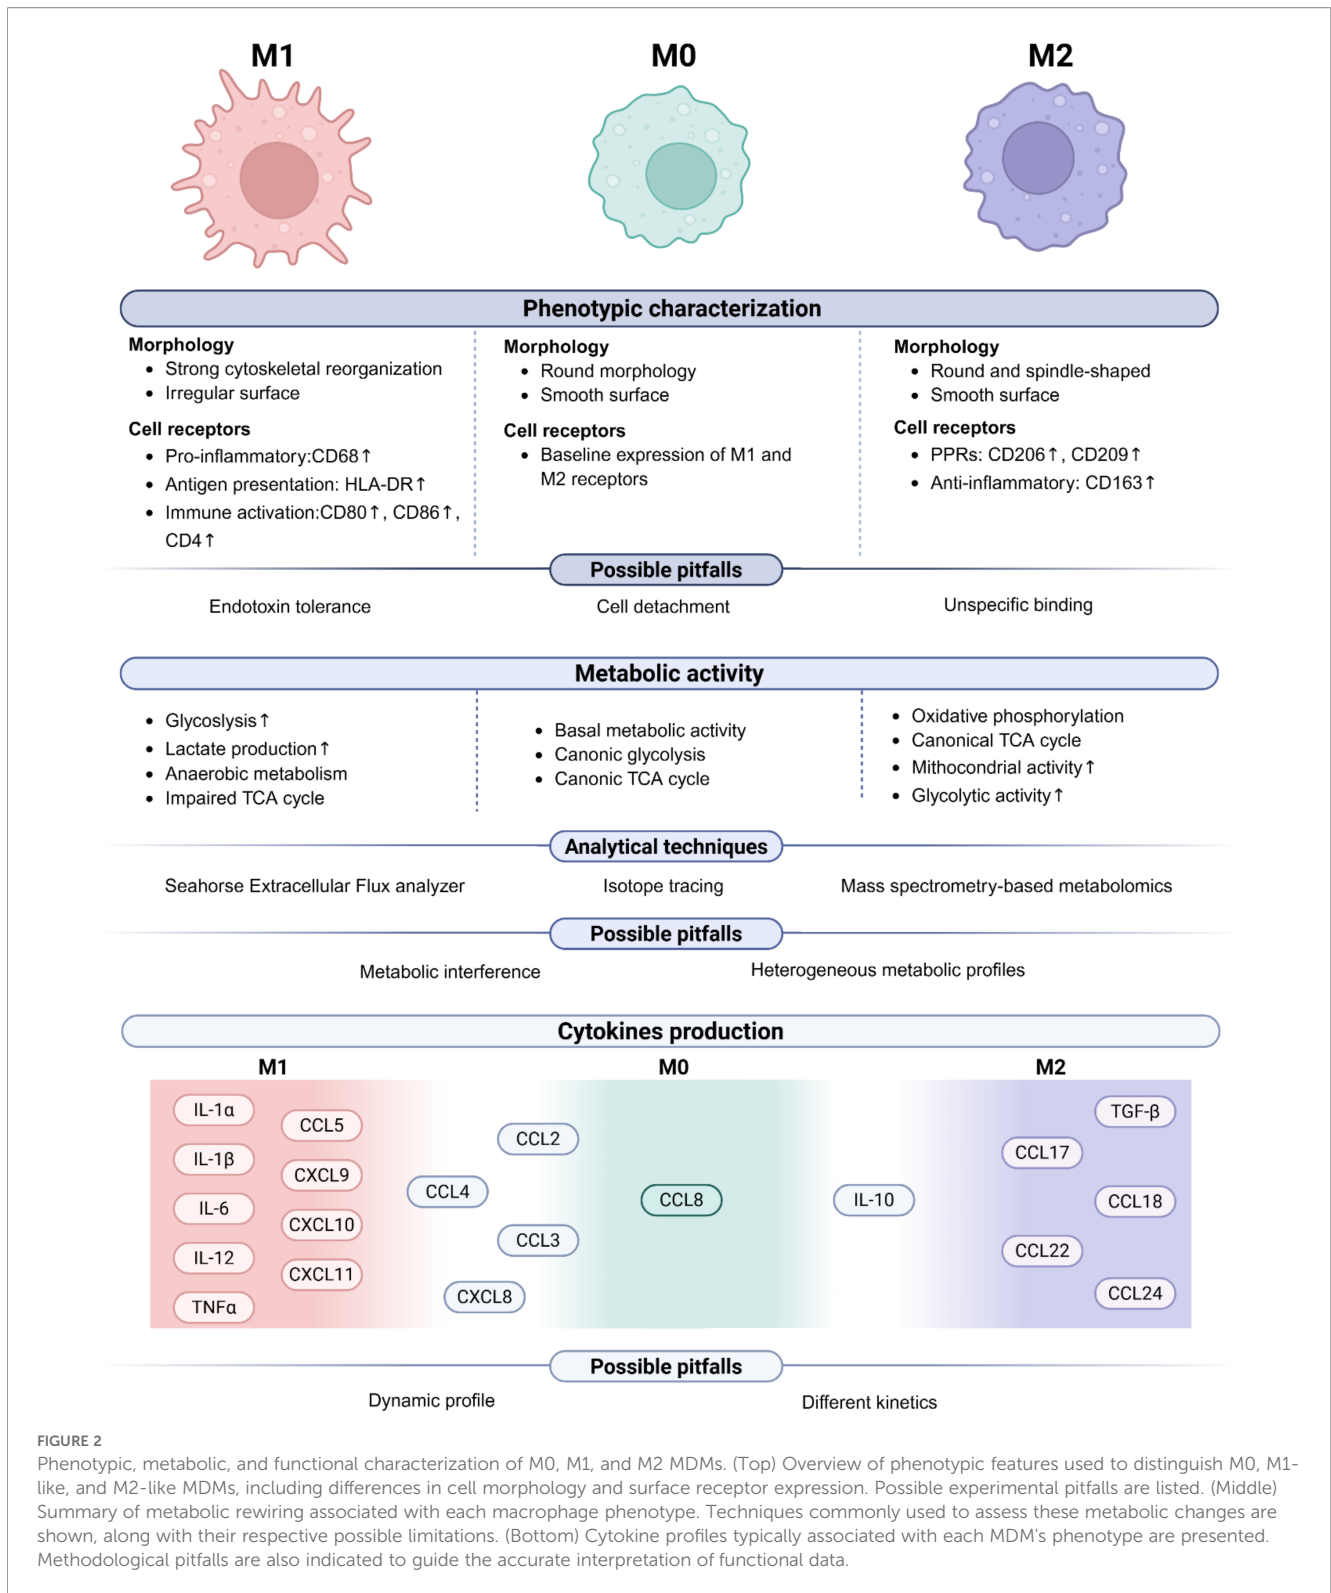 M1
M0
M2
Phenotypic characterization
Morphology
• Strong cytoskeletal reorganization
• Irregular surface
Cell receptors
• Pro-inflammatory:CD68↑
• Antigen presentation: HLA-DR↑
• Immune activation:CD80↑, CD86↑,
CD4↑
Morphology
• Round morphology
• Smooth surface
Cell receptors
• Baseline expression of M1 and
M2 receptors
Morphology
• Round and spindle-shaped
• Smooth surface
Cell receptors
• PPRs: CD206↑, CD209↑
• Anti-inflammatory: CD163↑
Possible pitfalls
Endotoxin tolerance
Cell detachment
Unspecific binding
Metabolic activity
• Glycoslysis↑
• Lactate production↑
• Anaerobic metabolism
• Impaired TCA cycle
• Basal metabolic activity
• Canonic glycolysis
• Canonic TCA cycle
• Oxidative phosphorylation
• Canonical TCA cycle
• Mithocondrial activity↑
• Glycolytic activity↑
Analytical techniques
Seahorse Extracellular Flux analyzer
Isotope tracing
Mass spectrometry-based metabolomics
Possible pitfalls
Metabolic interference
Heterogeneous metabolic profiles
Cytokines production
M1
M0
M2
IL-1α
IL-1β
IL-6
IL-12
TNFα
CCL5
CXCL9
CXCL10
CXCL11
CCL4
CXCL8
CCL2
CCL3
CCL8
IL-10
CCL17
CCL22
TGF-β
CCL18
CCL24
Possible pitfalls
Dynamic profile
Different kinetics
FIGURE 2
Phenotypic, metabolic, and functional characterization of M0, M1, and M2 MDMs. (Top) Overview of phenotypic features used to distinguish M0, M1-
like, and M2-like MDMs, including differences in cell morphology and surface receptor expression. Possible experimental pitfalls are listed. (Middle)
Summary of metabolic rewiring associated with each macrophage phenotype. Techniques commonly used to assess these metabolic changes are
shown, along with their respective possible limitations. (Bottom) Cytokine profiles typically associated with each MDM's phenotype are presented.
Methodological pitfalls are also indicated to guide the accurate interpretation of functional data.